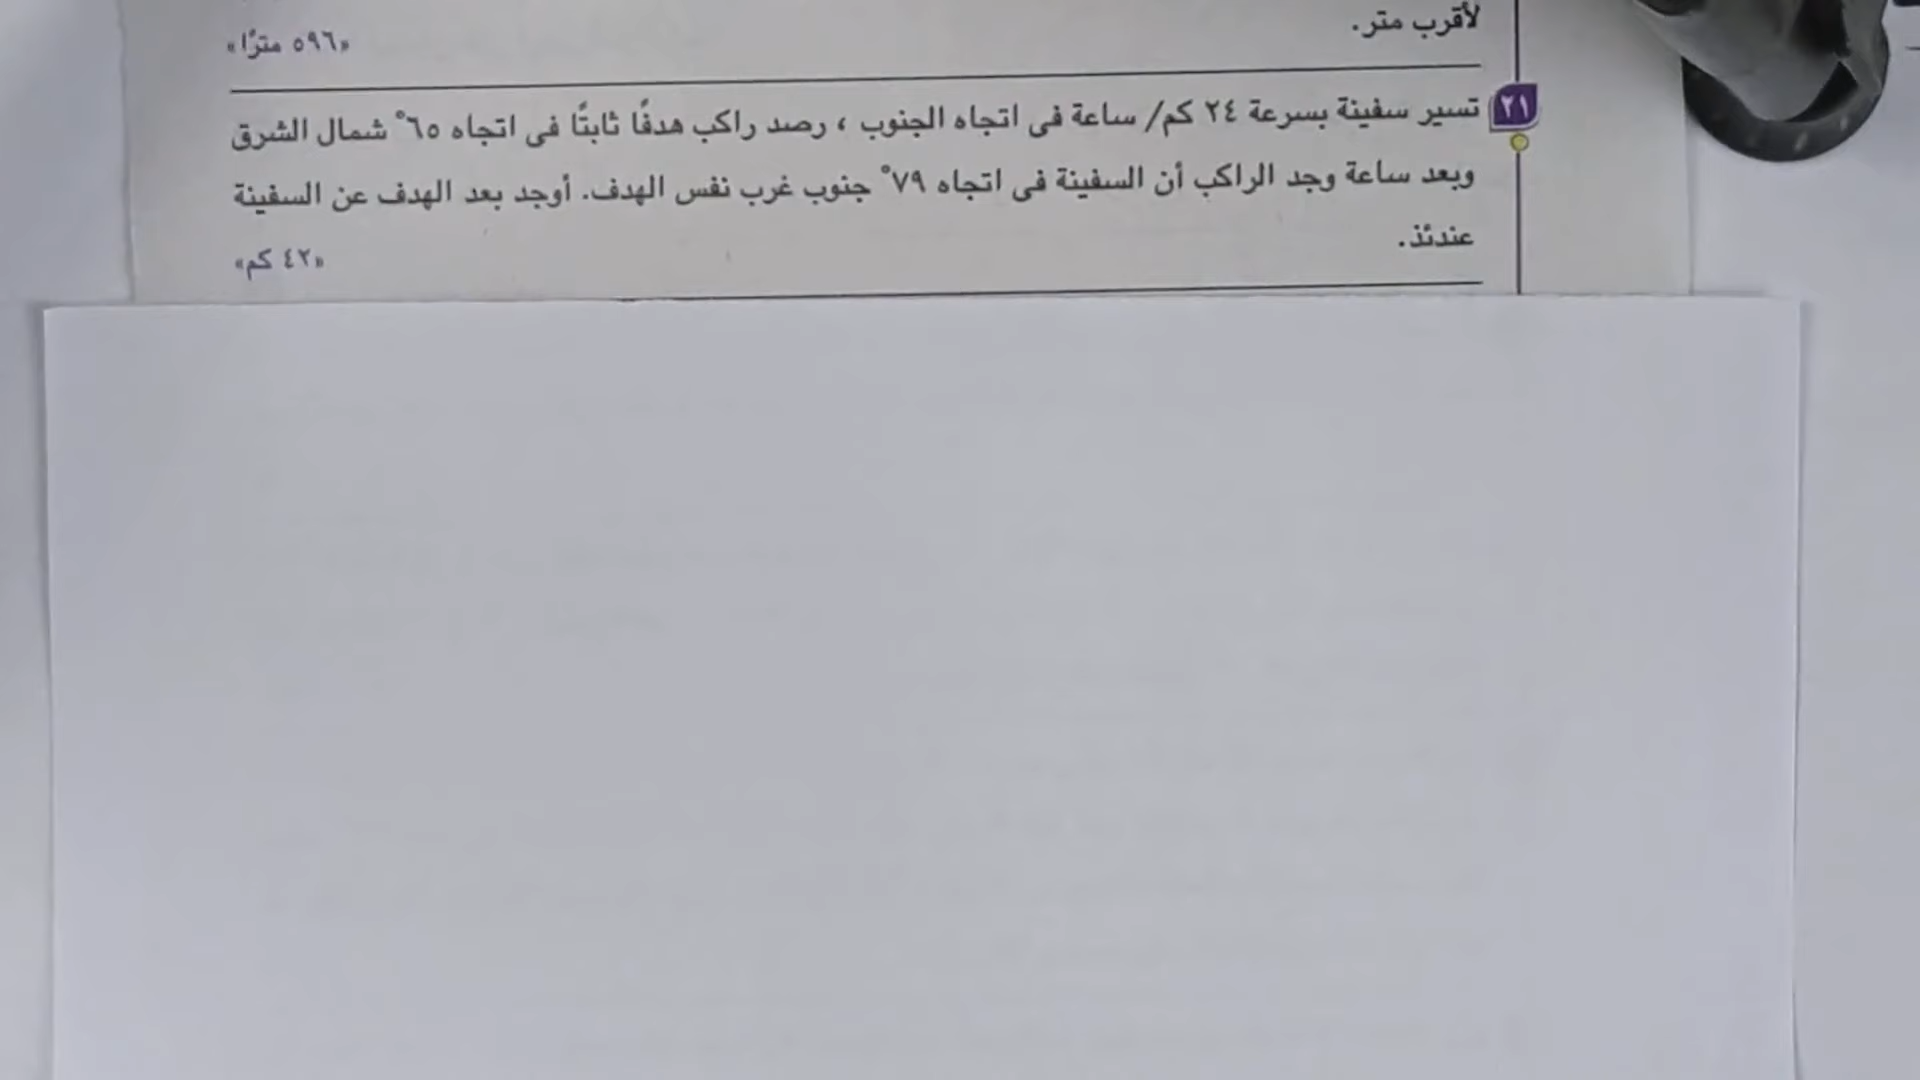 لأقرب متر.
«٥٩٦ مترًا»
٢١ تسير سفينة بسرعة ٢٤ كم/ ساعة فى اتجاه الجنوب ، رصد راكب هدفًا ثابتًا فى اتجاه ٦٥° شمال الشرق
وبعد ساعة وجد الراكب أن السفينة فى اتجاه ٧٩° جنوب غرب نفس الهدف. أوجد بعد الهدف عن السفينة
عندئذ.
«٤٢ كم»